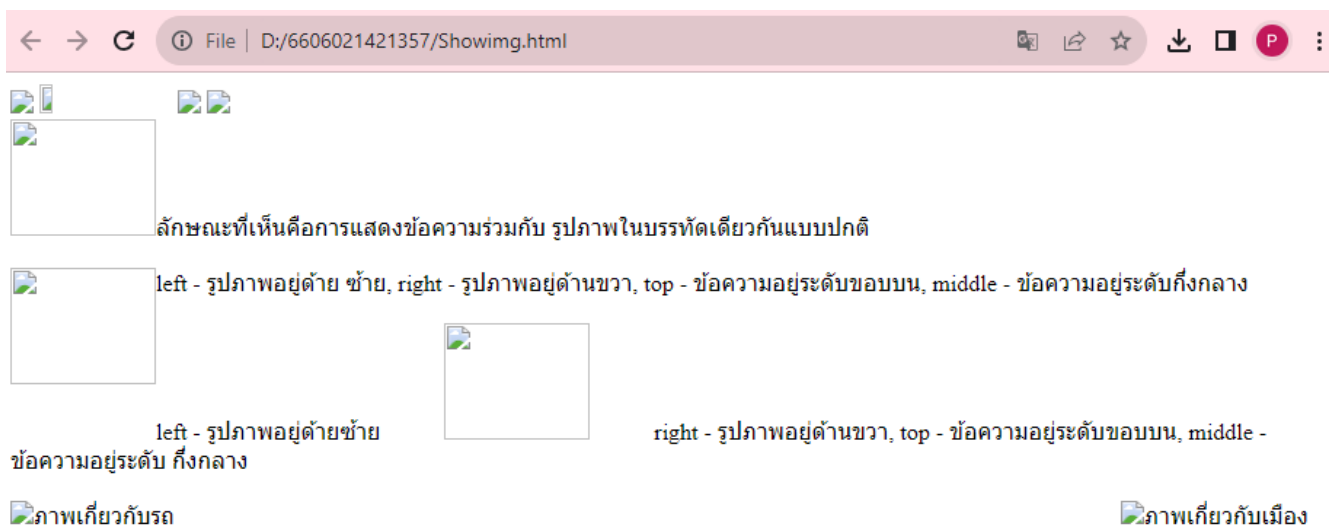 File D:/6606021421357/Showimg.html P
ลักษณะที่เห็นคือการแสดงข้อความร่วมกับ รูปภาพในบรรทัดเดียวกันแบบปกติ
left - รูปภาพอยู่ด้าย ซ้าย, right - รูปภาพอยู่ด้านขวา, top - ข้อความอยู่ระดับขอบบน, middle - ข้อความอยู่ระดับกึ่งกลาง
left - รูปภาพอยู่ด้ายซ้าย right - รูปภาพอยู่ด้านขวา, top - ข้อความอยู่ระดับขอบบน, middle -
ข้อความอยู่ระดับ กึ่งกลาง
ภาพเกี่ยวกับรถ ภาพเกี่ยวกับเมือง